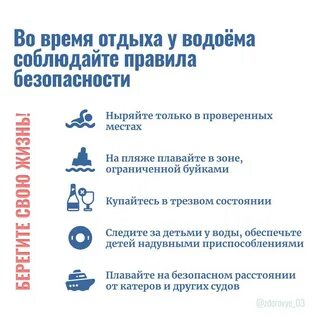 Во время отдыха у водоёма
соблюдайте правила
безопасности
БЕРЕГИТЕ СВОЮ ЖИЗНЬ!
Ныряйте только в проверенных
местах
На пляже плавайте в зоне,
ограниченной буйками
Купайтесь в трезвом состоянии
Следите за детьми у воды, обеспечьте
детей надувными приспособлениями
Плавайте на безопасном расстоянии
от катеров и других судов
@zdorovye_03